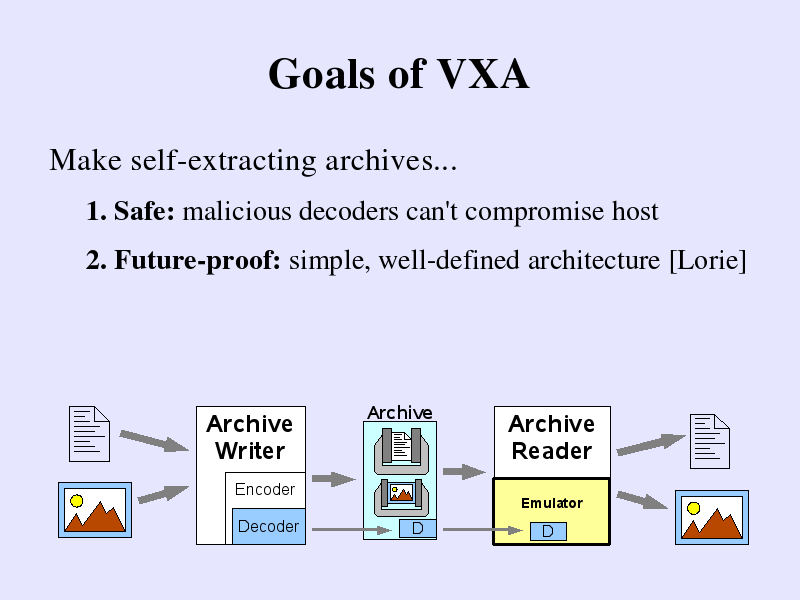 Goals of VXA
Make self-extracting archives...
1. Safe: malicious decoders can't compromise host
2. Future-proof: simple, well-defined architecture [Lorie]
Archive
Writer
Encoder
Decoder
Archive
D
Archive
Reader
Emulator
D